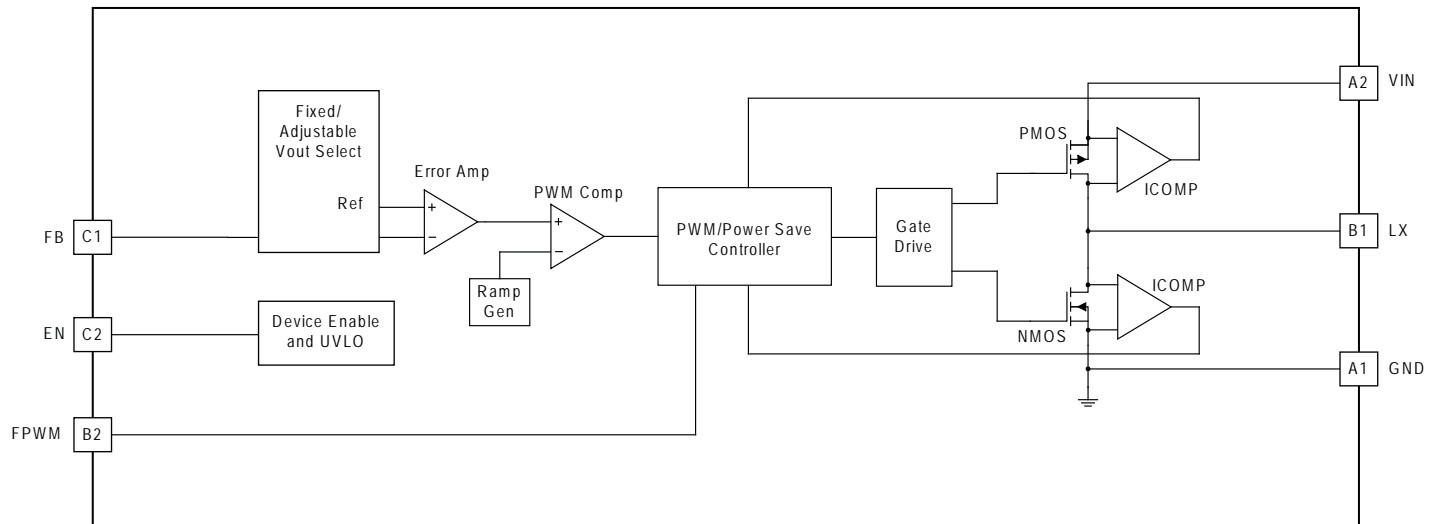 A2 VIN
Fixed/
Adjustable
Vout Select
PMOS
Error Amp
ICOMP
PWM Comp
Ref
+
−
+
−
FB C1
PWM/Power Save
Controller
Gate
Drive
B1 LX
Ramp
Gen
ICOMP
EN C2
Device Enable
and UVLO
NMOS
A1 GND
FPWM B2